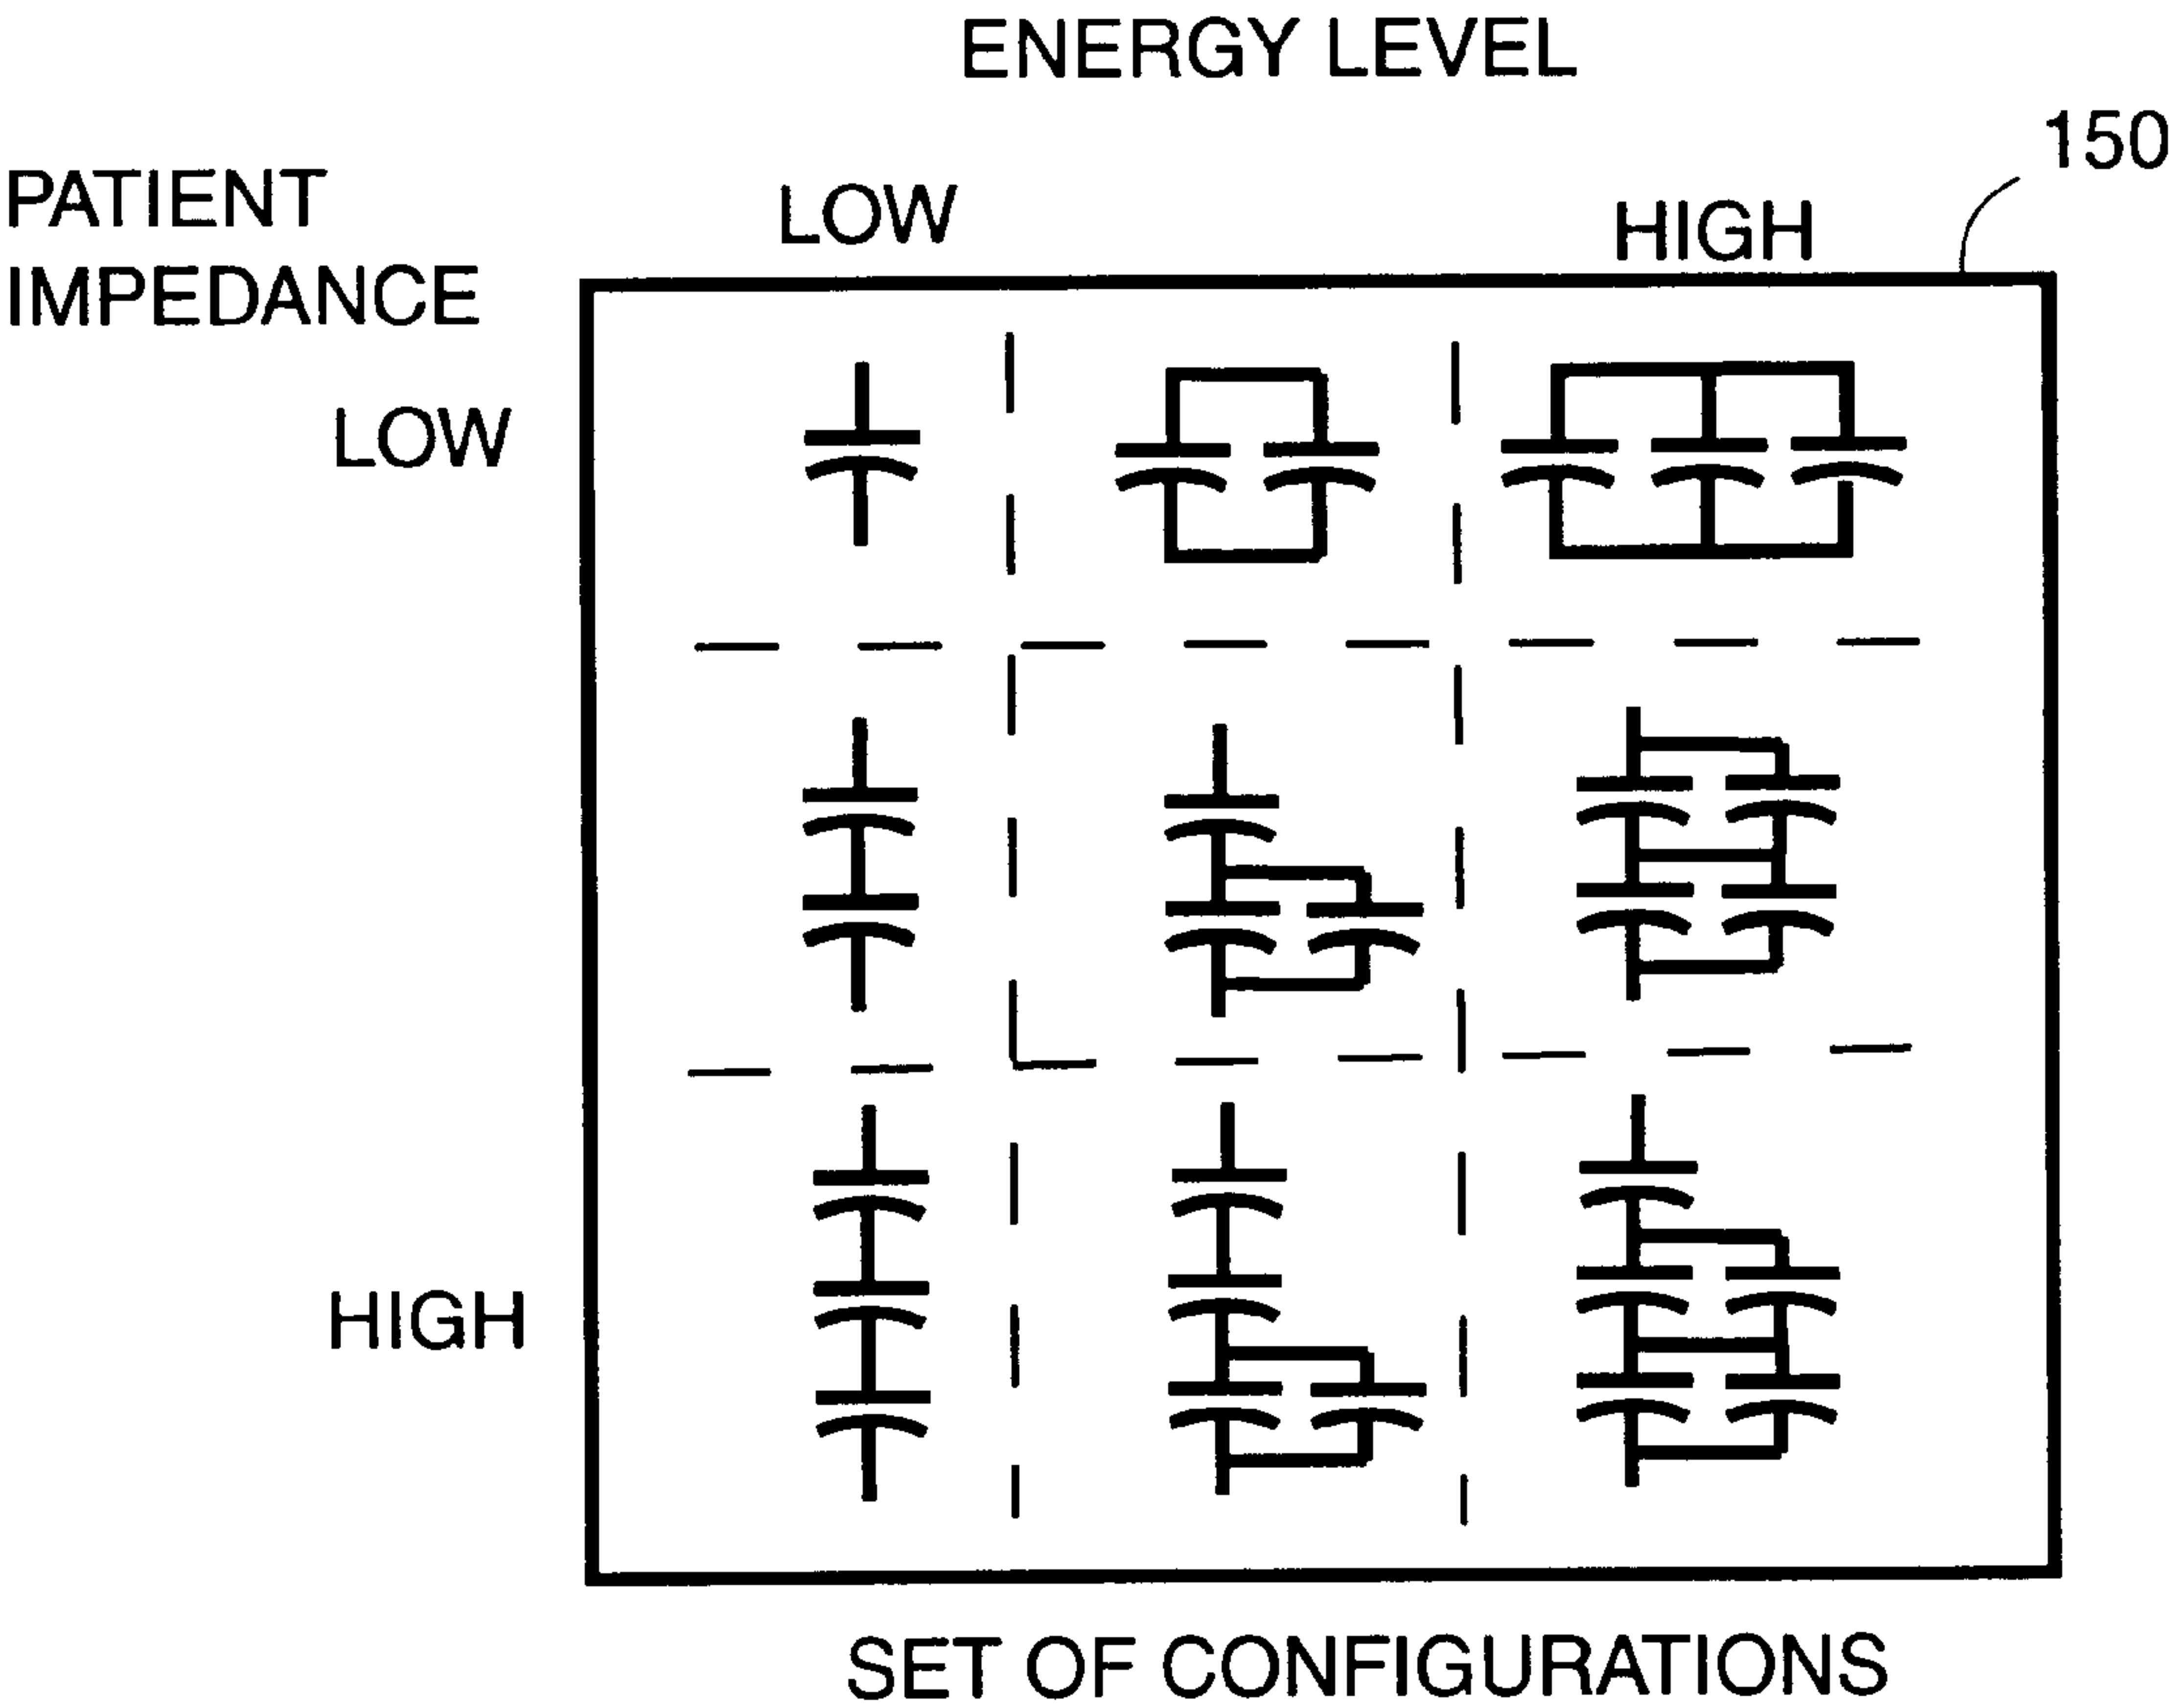 ENERGY LEVEL
150
PATIENT
IMPEDANCE
LOW
HIGH
LOW
HIGH
SET OF CONFIGURATIONS